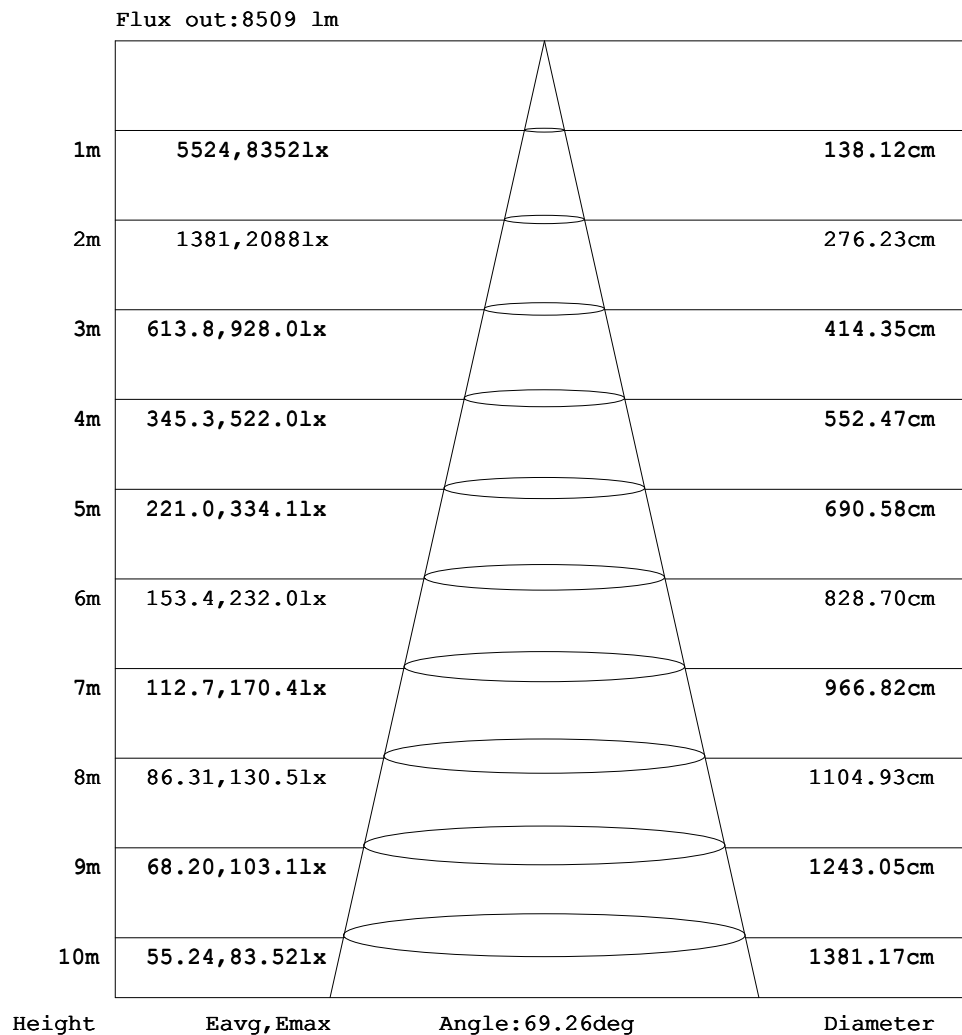 Flux out:8509 lm
1m 5524,8352lx 138.12cm
2m 1381,2088lx 276.23cm
3m 613.8,928.0lx 414.35cm
4m 345.3,522.0lx 552.47cm
5m 221.0,334.1lx 690.58cm
6m 153.4,232.0lx 828.70cm
7m 112.7,170.4lx 966.82cm
8m 86.31,130.5lx 1104.93cm
9m 68.20,103.1lx 1243.05cm
10m 55.24,83.52lx 1381.17cm
Height Eavg,Emax Angle:69.26deg Diameter